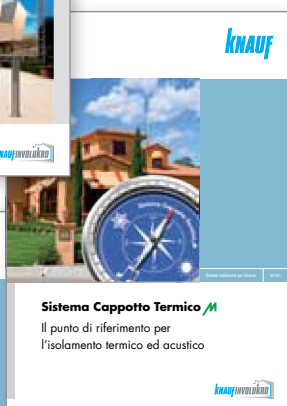 KNAUF
KNAUFINVOLUKRO
Sistema Cappotto Termico
Il punto di riferimento per
l'isolamento termico ed acustico
KNAUFINVOLUKRO